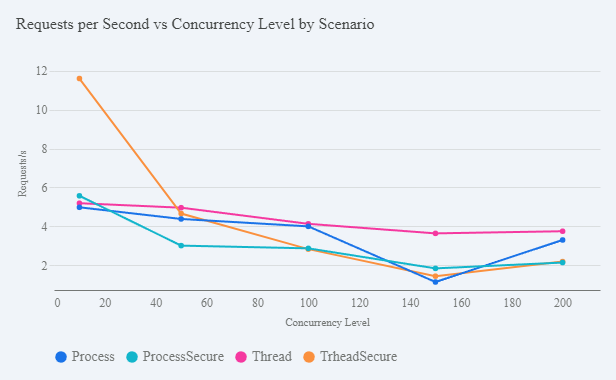 Requests per Second vs Concurrency Level by Scenario
12
10
8
6
4
2
Requests/s
0 20 40 60 80 100 120 140 160 180 200
Concurrency Level
Process ProcessSecure Thread TrheadSecure